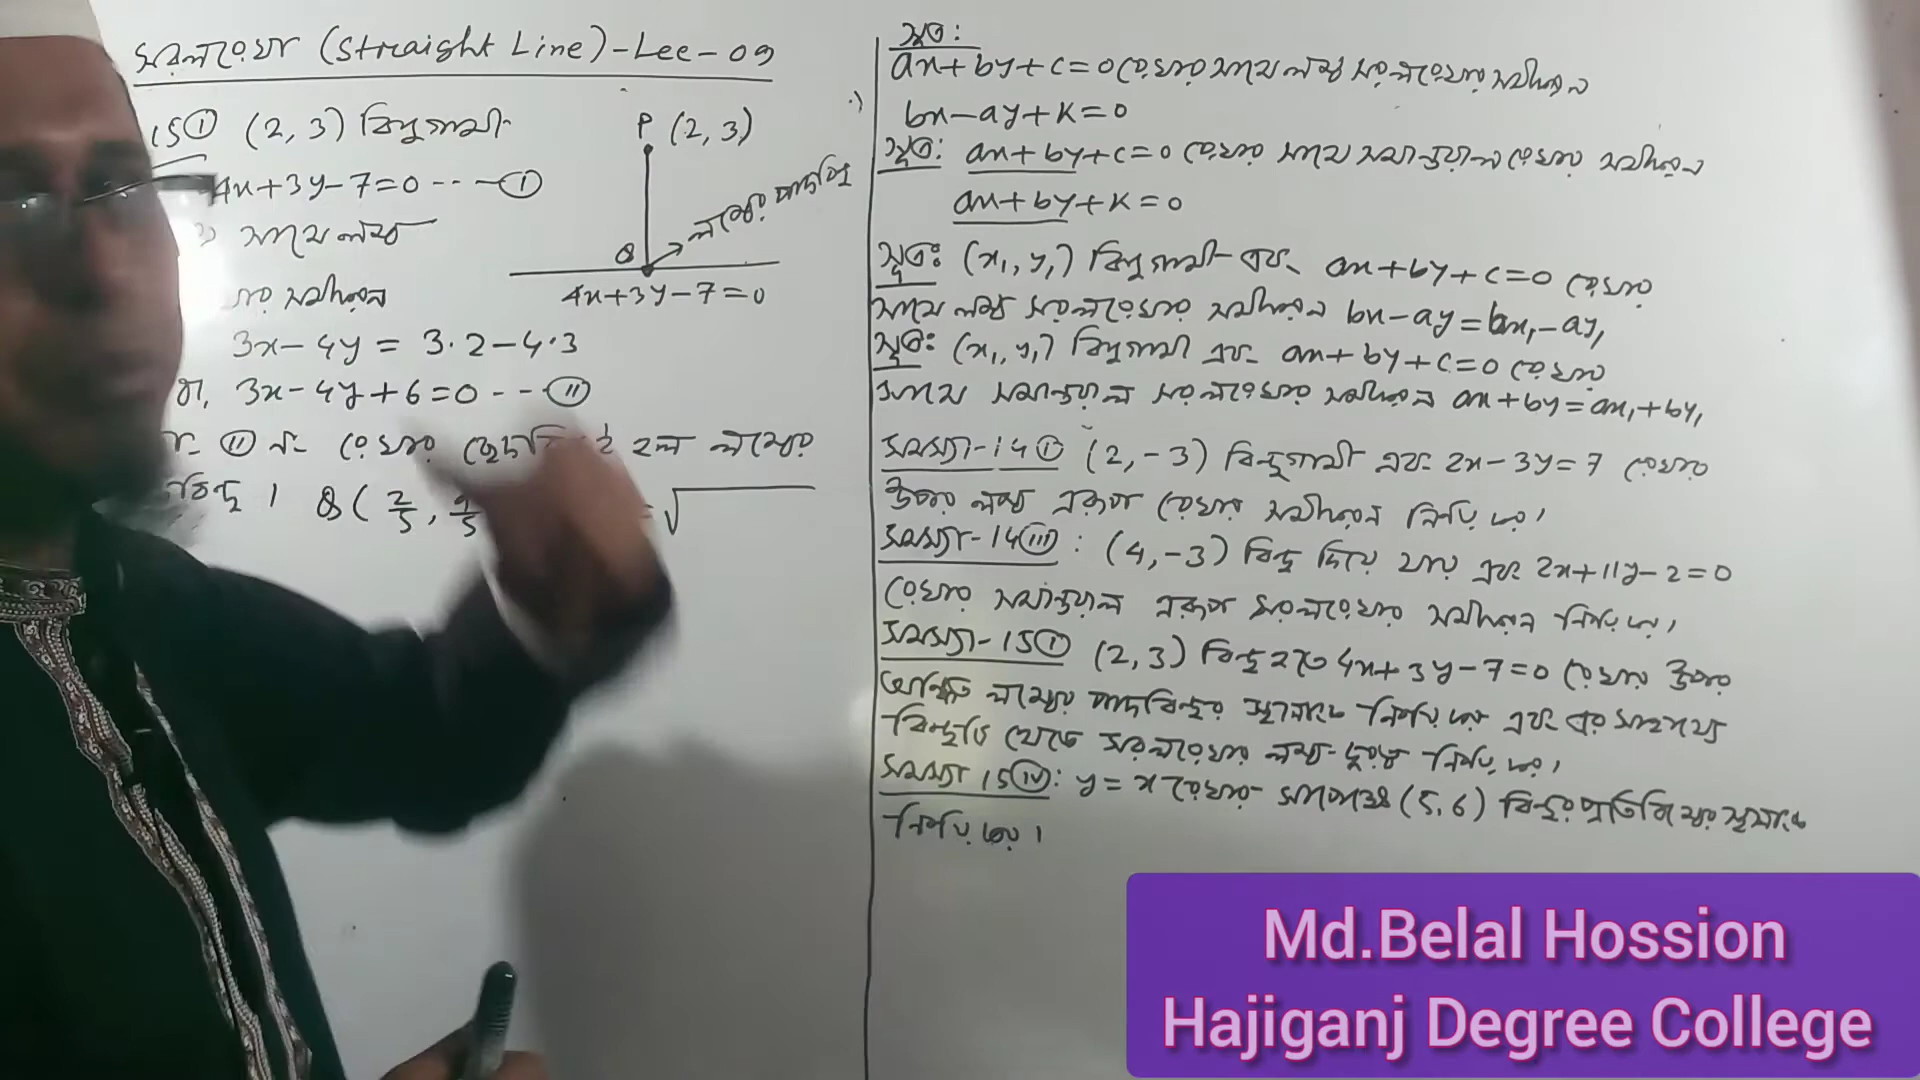 সরলরেখা (Straight Line)-Lec-09
15(i) (2, 3) বিন্দুগামী
4x+3y-7=0 --- (i)
সাথে লম্ব
3x-4y = 3·2-4·3
বা, 3x-4y+6=0 --- (ii)
(ii) নং রেখার হল লম্বের
Q(2/5,
P (2, 3)
Q লম্বের পাদবিন্দু
4x+3y-7=0
সূত্র:
ax+by+c=0 রেখার সাথে লম্ব সরলরেখার সমীকরণ
bx-ay+k=0
সূত্র: ax+by+c=0 রেখার সাথে সমান্তরাল রেখার সমীকরণ
ax+by+k=0
সূত্র: (x₁, y₁) বিন্দুগামী এবং ax+by+c=0 রেখার
সাথে লম্ব সরলরেখার সমীকরণ bx-ay=bx₁-ay₁
সূত্র: (x₁, y₁) বিন্দুগামী এবং ax+by+c=0 রেখার
সাথে সমান্তরাল সরলরেখার সমীকরণ ax+by=ax₁+by₁
সমস্যা-14(i) (2,-3) বিন্দুগামী এবং 2x-3y=7 রেখার
উপর লম্ব এরূপ রেখার সমীকরণ নির্ণয় কর।
সমস্যা-14(iii): (4,-3) বিন্দু দিয়ে যায় এবং 2x+11y-2=0
রেখার সমান্তরাল এরূপ সরলরেখার সমীকরণ নির্ণয় কর।
সমস্যা-15(i) (2,3) বিন্দু হতে 4x+3y-7=0 রেখার উপর
অঙ্কিত লম্বের পাদবিন্দুর স্থানাংক নির্ণয় কর এবং এর সাহায্যে
বিন্দুটি থেকে সরলরেখার লম্ব-দূরত্ব নির্ণয় কর।
সমস্যা 15(iv): y=x রেখার সাপেক্ষে (5,6) বিন্দুর প্রতিবিম্বের স্থানাংক
নির্ণয় কর।
Md.Belal Hossion
Hajiganj Degree College